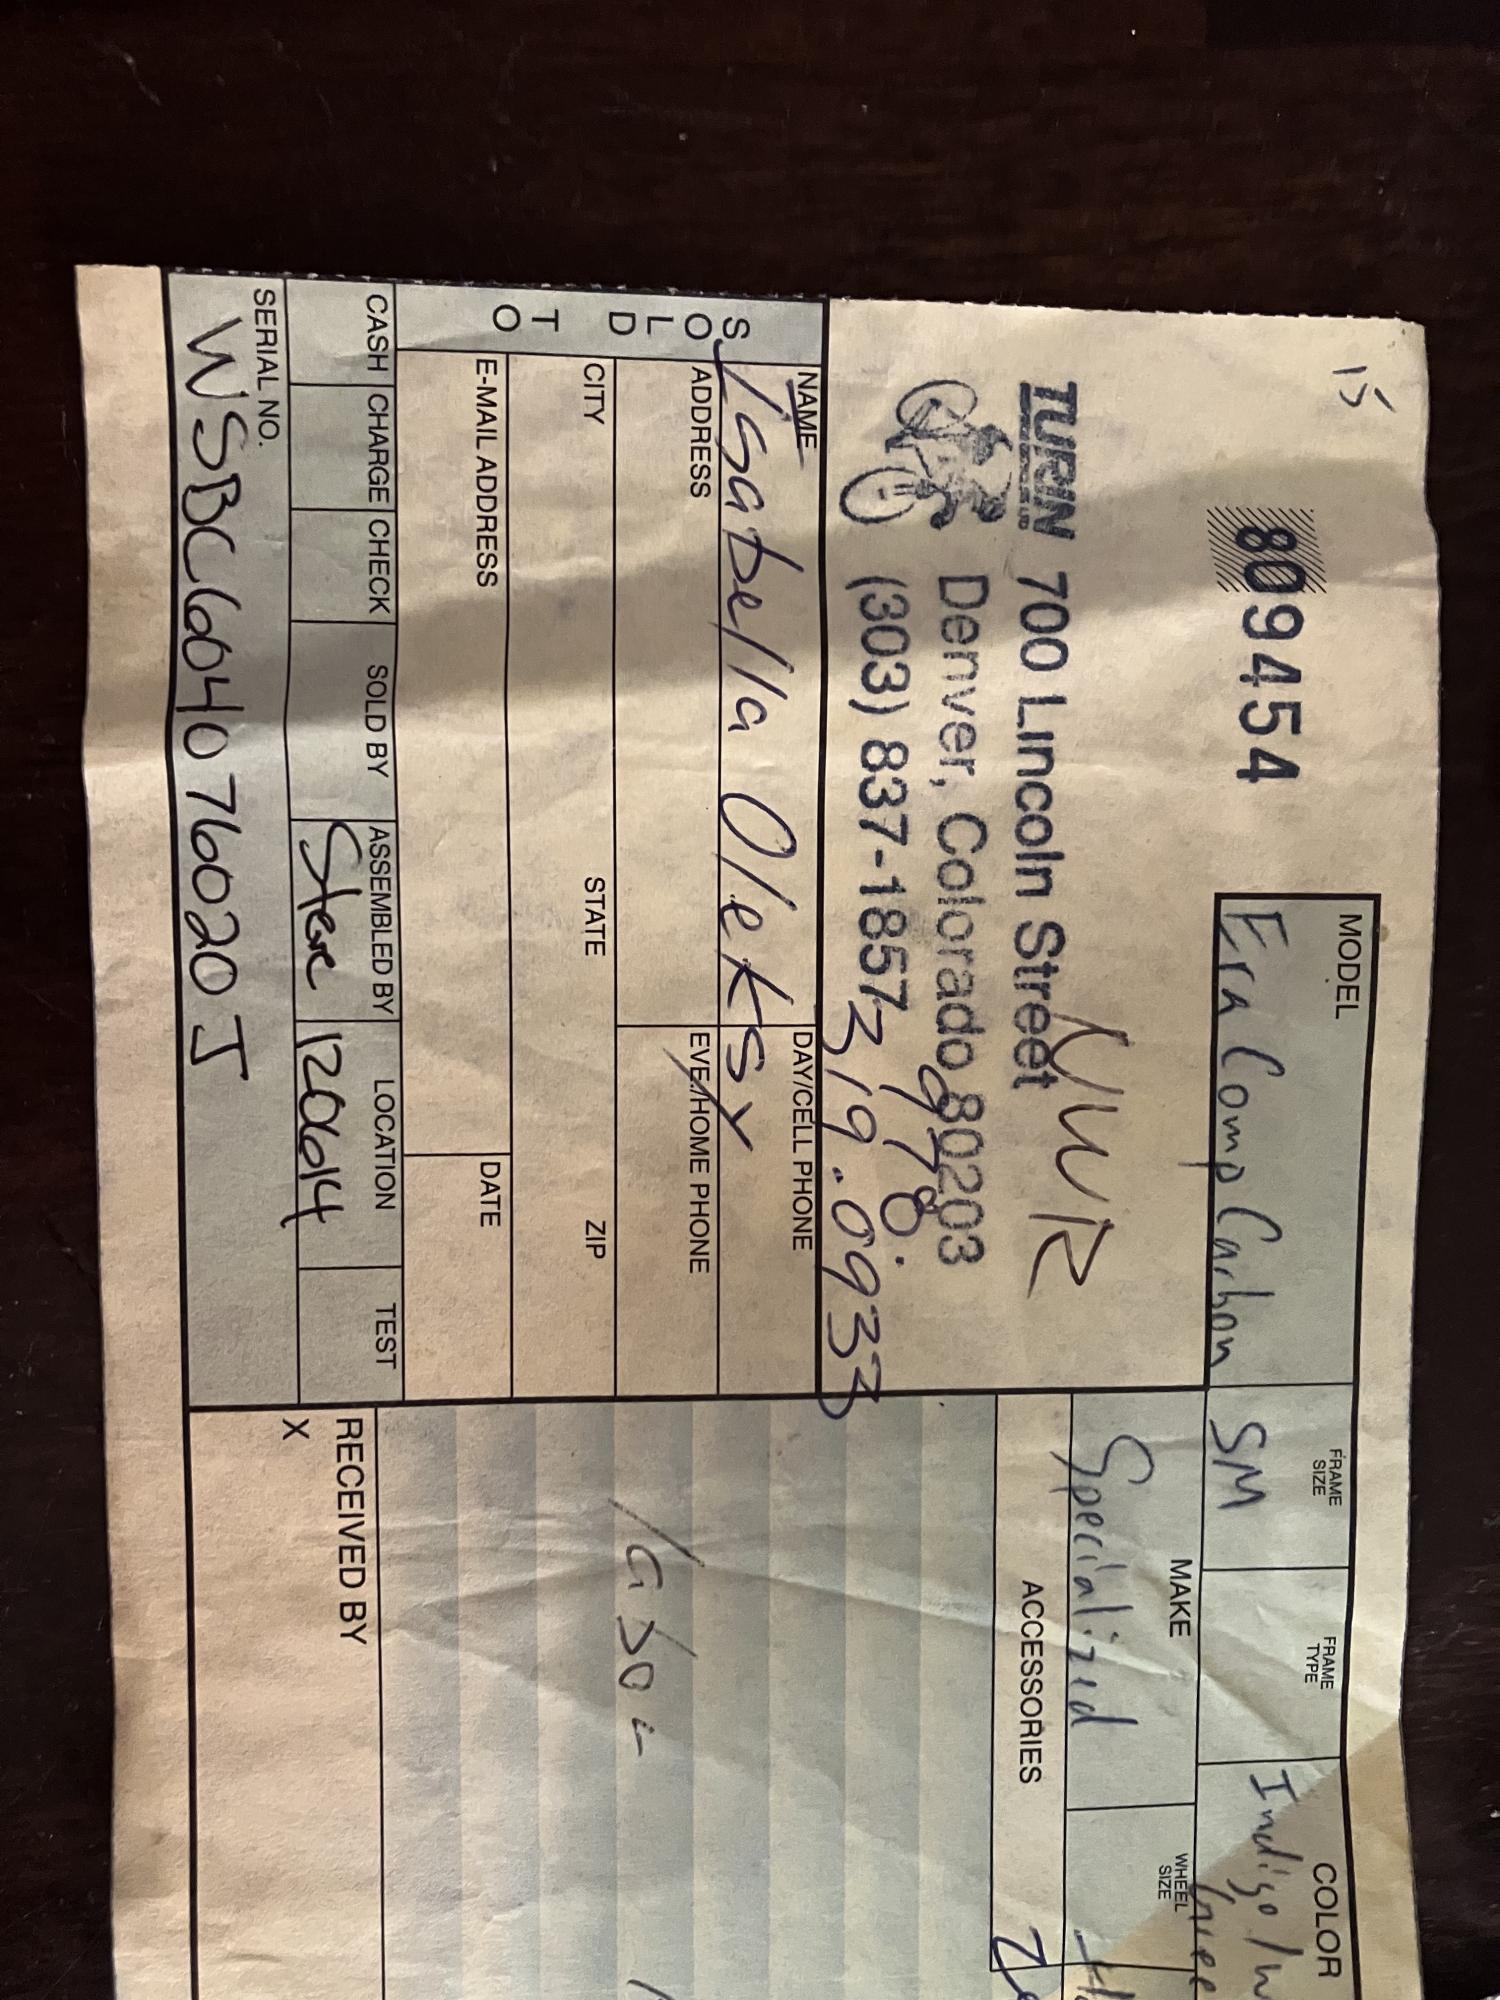 15
809454
MODEL
Era Comp Carbon
FRAME SIZE
SM
FRAME TYPE
COLOR
Indigo/W
TURIN 700 Lincoln Street
Denver, Colorado 80203
(303) 837-1857
NWR
978.
319.0933
MAKE
Specialized
WHEEL SIZE
ACCESSORIES
SOLD TO
NAME
Isabella Oleksy
DAY/CELL PHONE
ADDRESS
EVE./HOME PHONE
CITY
STATE
ZIP
E-MAIL ADDRESS
DATE
CASH
CHARGE
CHECK
SOLD BY
ASSEMBLED BY
Steve
LOCATION
120614
TEST
SERIAL NO.
WSBC604076020J
RECEIVED BY
X